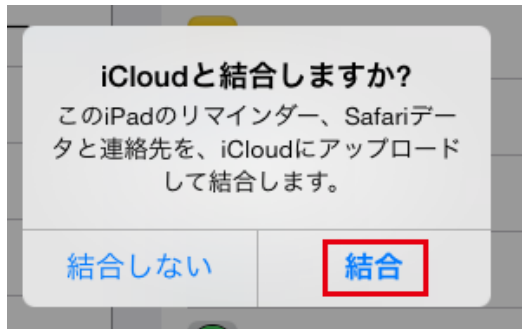 iCloudと結合しますか?
このiPadのリマインダー、Safariデー
タと連絡先を、iCloudにアップロード
して結合します。
結合しない
結合